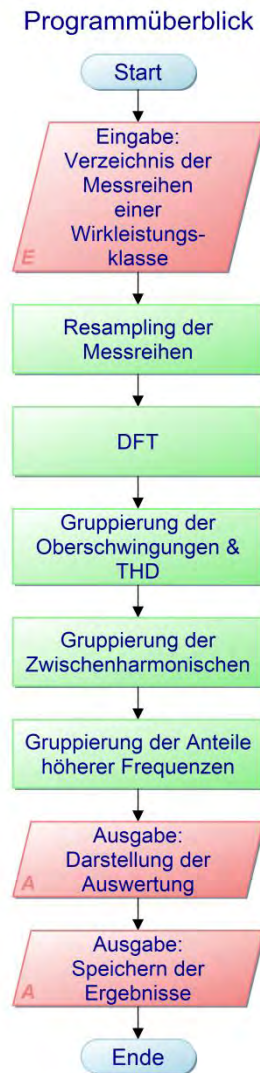 Programmüberblick
Start
Eingabe:
Verzeichnis der
Messreihen
einer
Wirkleistungs-
klasse
E
Resampling der
Messreihen
DFT
Gruppierung der
Oberschwingungen &
THD
Gruppierung der
Zwischenharmonischen
Gruppierung der Anteile
höherer Frequenzen
Ausgabe:
Darstellung der
Auswertung
A
Ausgabe:
Speichern der
Ergebnisse
A
Ende